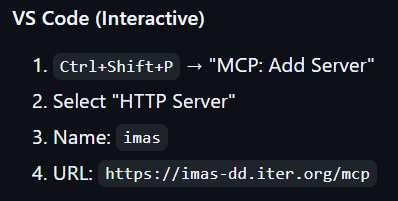 VS Code (Interactive)
1. Ctrl+Shift+P → "MCP: Add Server"
2. Select "HTTP Server"
3. Name: imas
4. URL: https://imas-dd.iter.org/mcp